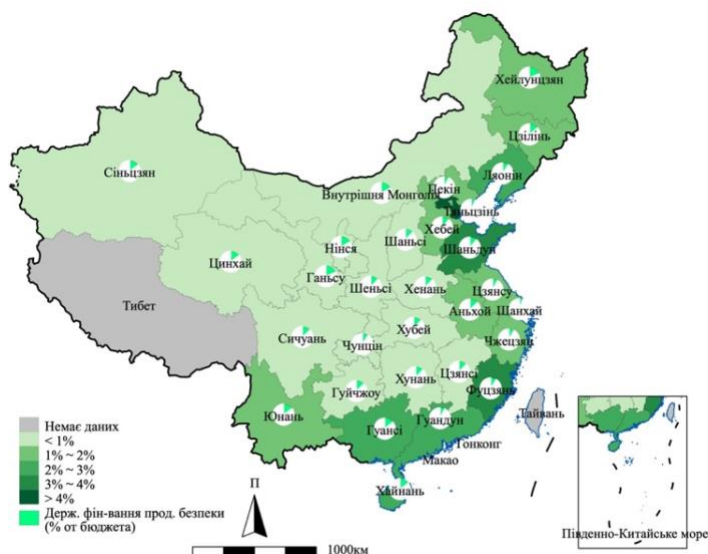 Хейлунцзян
Цзілінь
Ляонін
Сіньцзян
Внутрішня Монголія
Пекін
Тяньцзінь
Хебей
Шаньсі
Шаньдун
Нінся
Цинхай
Ганьсу
Шеньсі
Хенань
Цзянсу
Тибет
Аньхой
Шанхай
Сичуань
Чунцін
Хубей
Чжецзян
Гуйчжоу
Хунань
Цзянсі
Фуцзянь
Юнань
Гуансі
Гуандун
Тайвань
Гонконг
Макао
Хайнань
Немає даних
< 1%
1% ~ 2%
2% ~ 3%
3% ~ 4%
> 4%
Держ. фін-вання прод. безпеки
(% от бюджета)
П
1000км
Південно-Китайське море